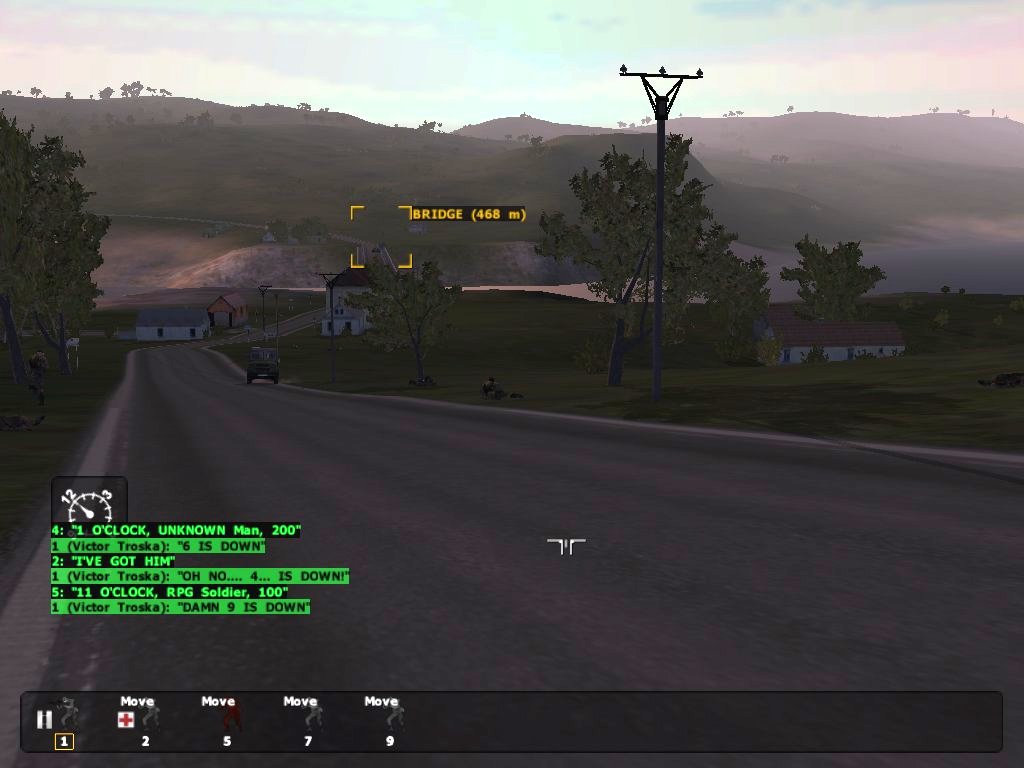 BRIDGE (468 m)
12 3
4: "1 O'CLOCK, UNKNOWN Man, 200"
1 (Victor Troska): "6 IS DOWN"
2: "I'VE GOT HIM"
1 (Victor Troska): "OH NO.... 4... IS DOWN!"
5: "11 O'CLOCK, RPG Soldier, 100"
1 (Victor Troska): "DAMN 9 IS DOWN"
Move Move Move Move
1 2 5 7 9